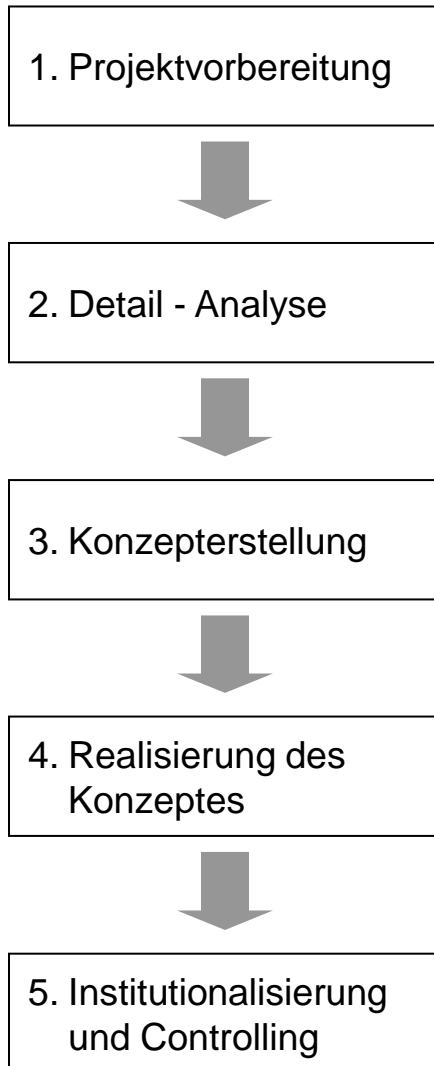 1. Projektvorbereitung
2. Detail - Analyse
3. Konzepterstellung
4. Realisierung des
Konzeptes
5. Institutionalisierung
und Controlling